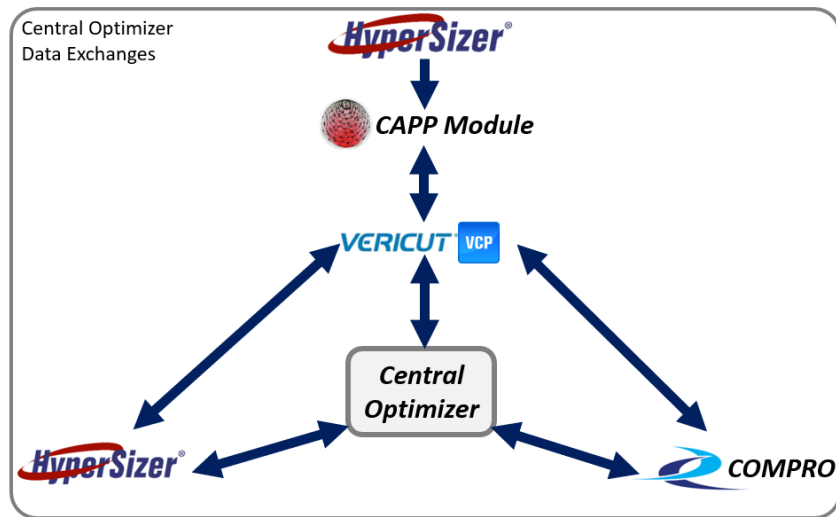 Central Optimizer
Data Exchanges
HyperSizer®
CAPP Module
VERICUT® VCP
Central
Optimizer
HyperSizer®
COMPRO